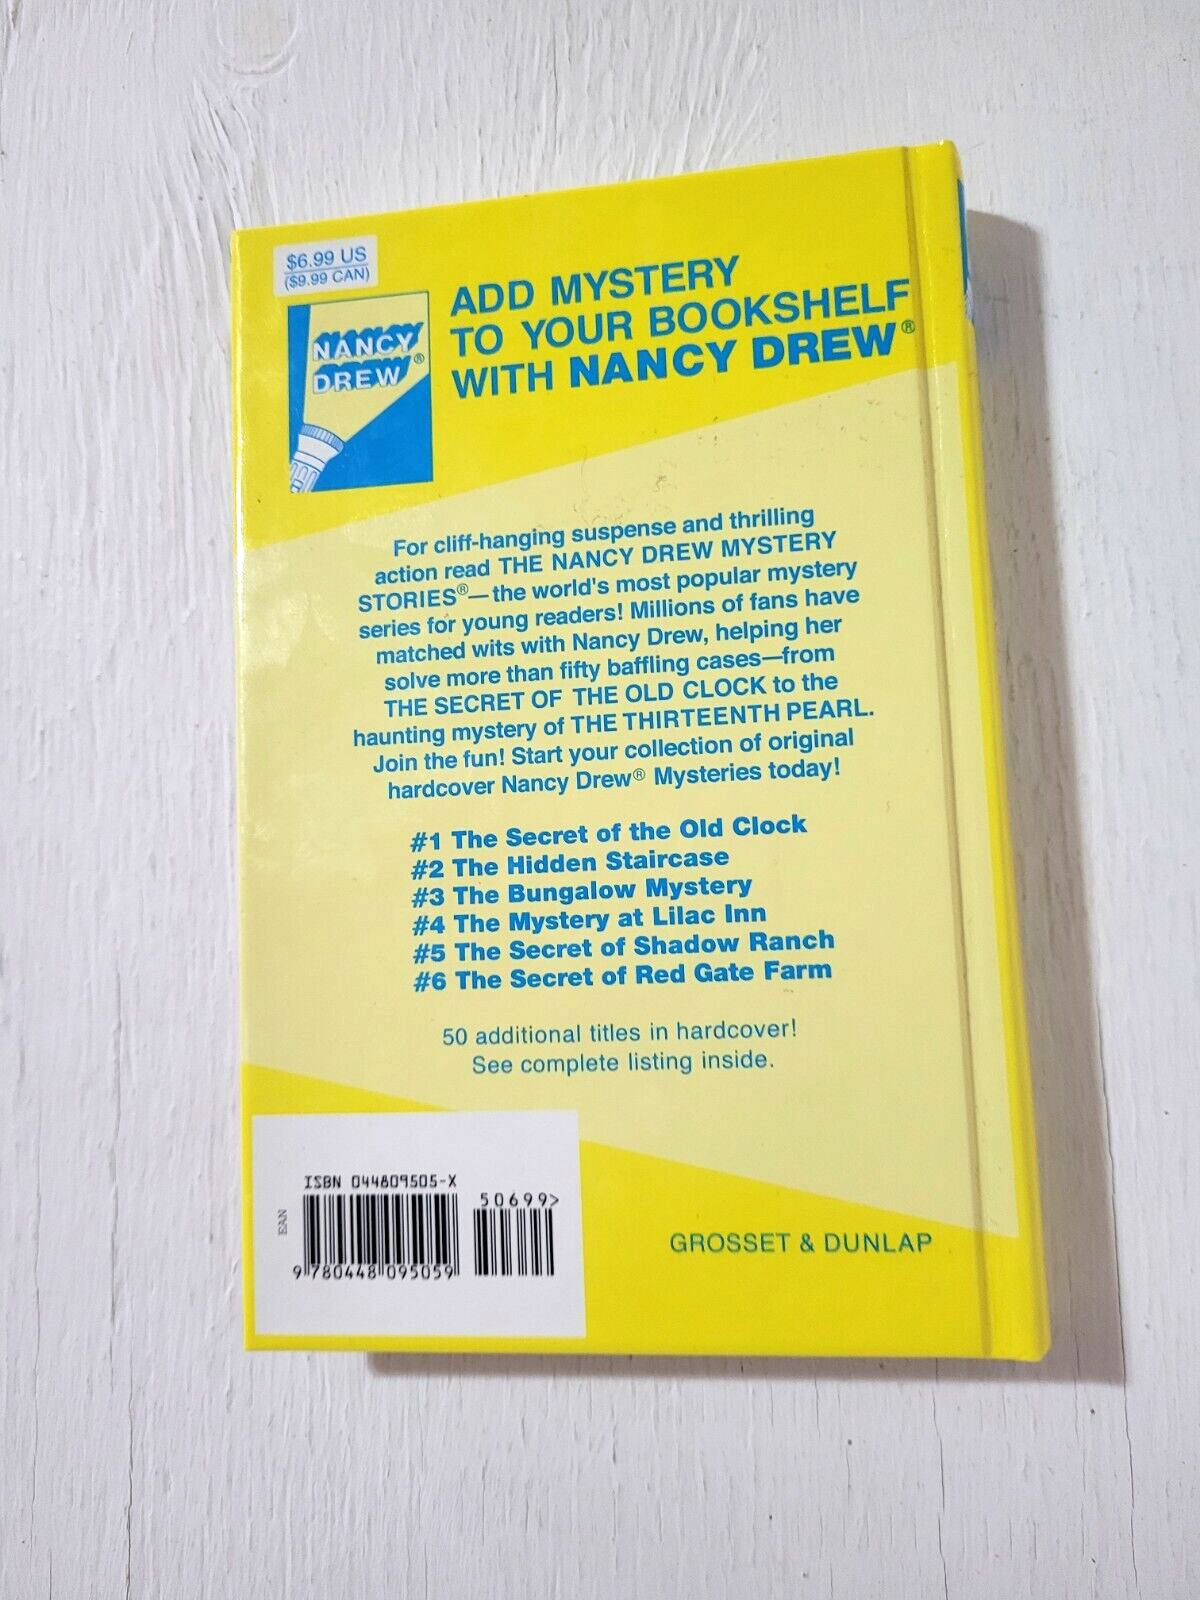 $6.99 US
($9.99 CAN)
NANCY
DREW®
ADD MYSTERY
TO YOUR BOOKSHELF
WITH NANCY DREW®
For cliff-hanging suspense and thrilling
action read THE NANCY DREW MYSTERY
STORIES®—the world's most popular mystery
series for young readers! Millions of fans have
matched wits with Nancy Drew, helping her
solve more than fifty baffling cases—from
THE SECRET OF THE OLD CLOCK to the
haunting mystery of THE THIRTEENTH PEARL.
Join the fun! Start your collection of original
hardcover Nancy Drew® Mysteries today!
#1 The Secret of the Old Clock
#2 The Hidden Staircase
#3 The Bungalow Mystery
#4 The Mystery at Lilac Inn
#5 The Secret of Shadow Ranch
#6 The Secret of Red Gate Farm
50 additional titles in hardcover!
See complete listing inside.
ISBN 044809505-X
50699>
EAN
9 780448 095059
GROSSET & DUNLAP